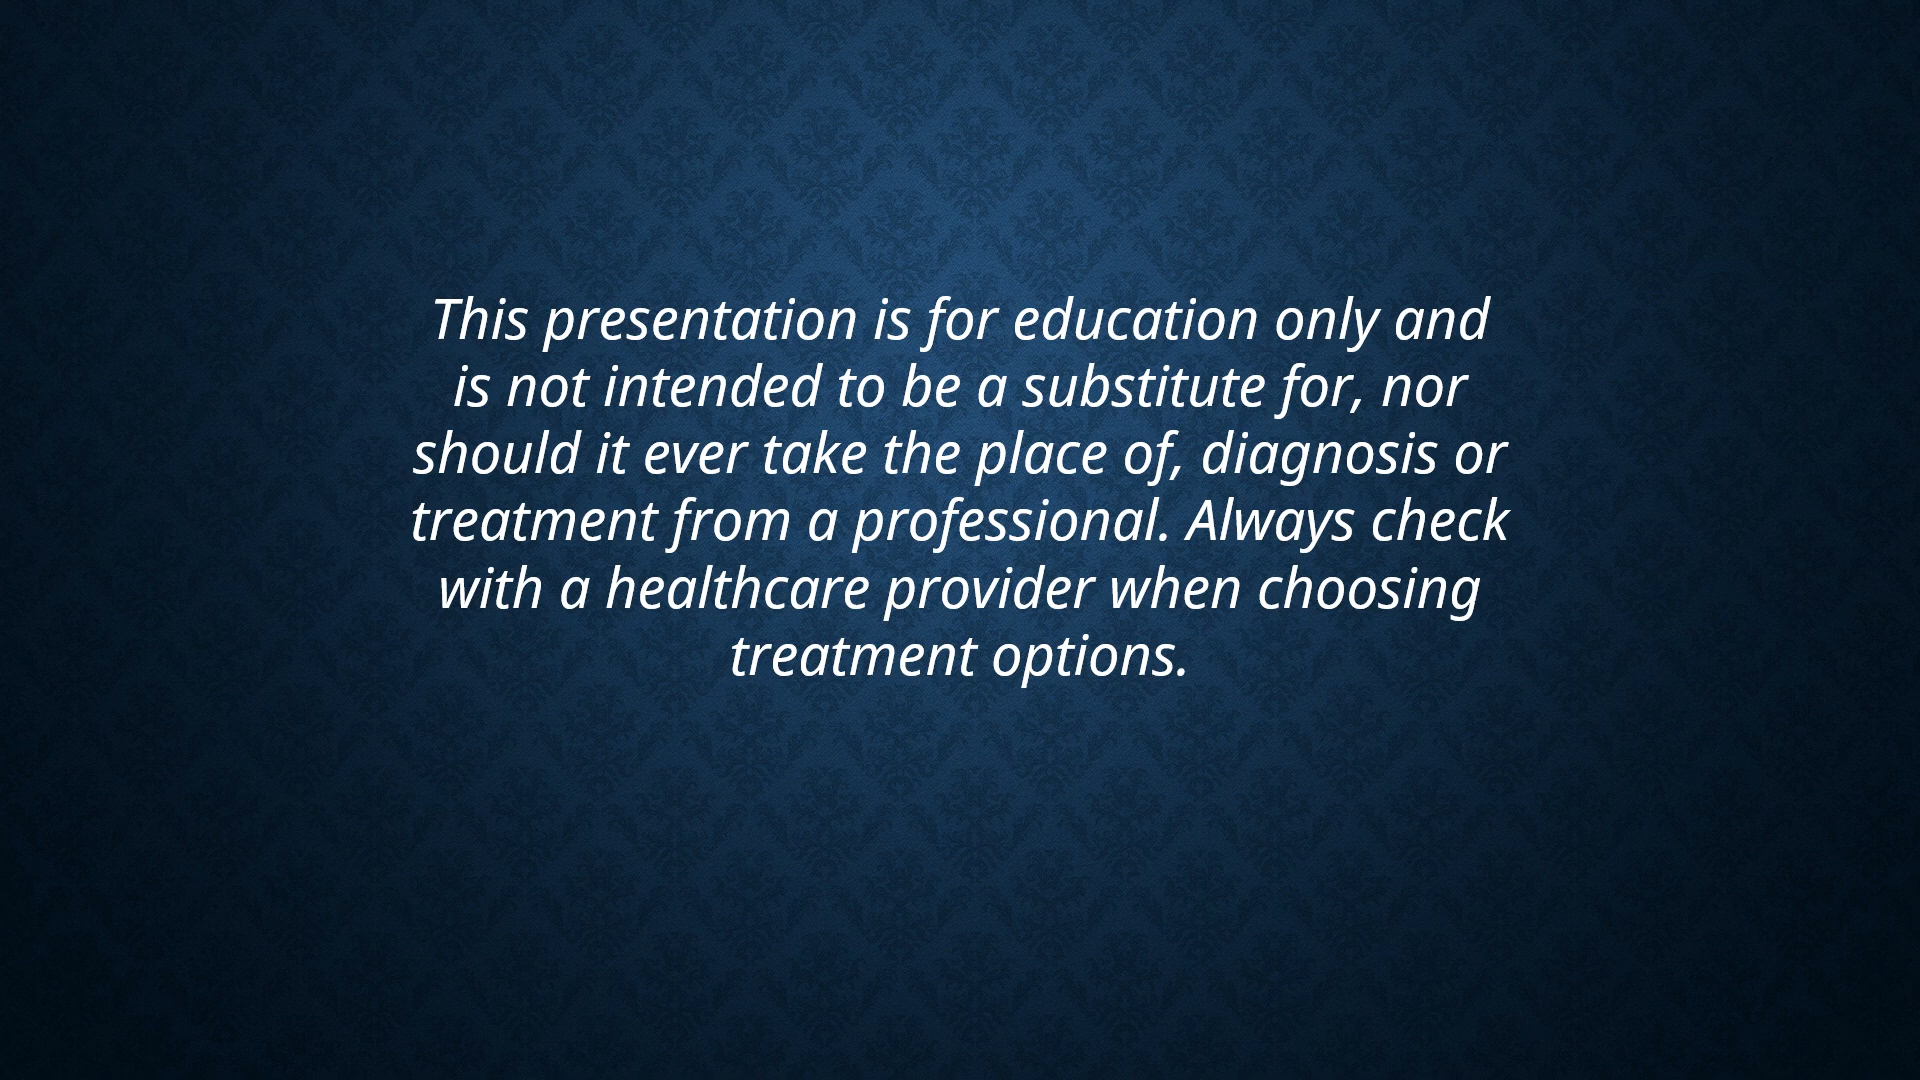 This presentation is for education only and
is not intended to be a substitute for, nor
should it ever take the place of, diagnosis or
treatment from a professional. Always check
with a healthcare provider when choosing
treatment options.